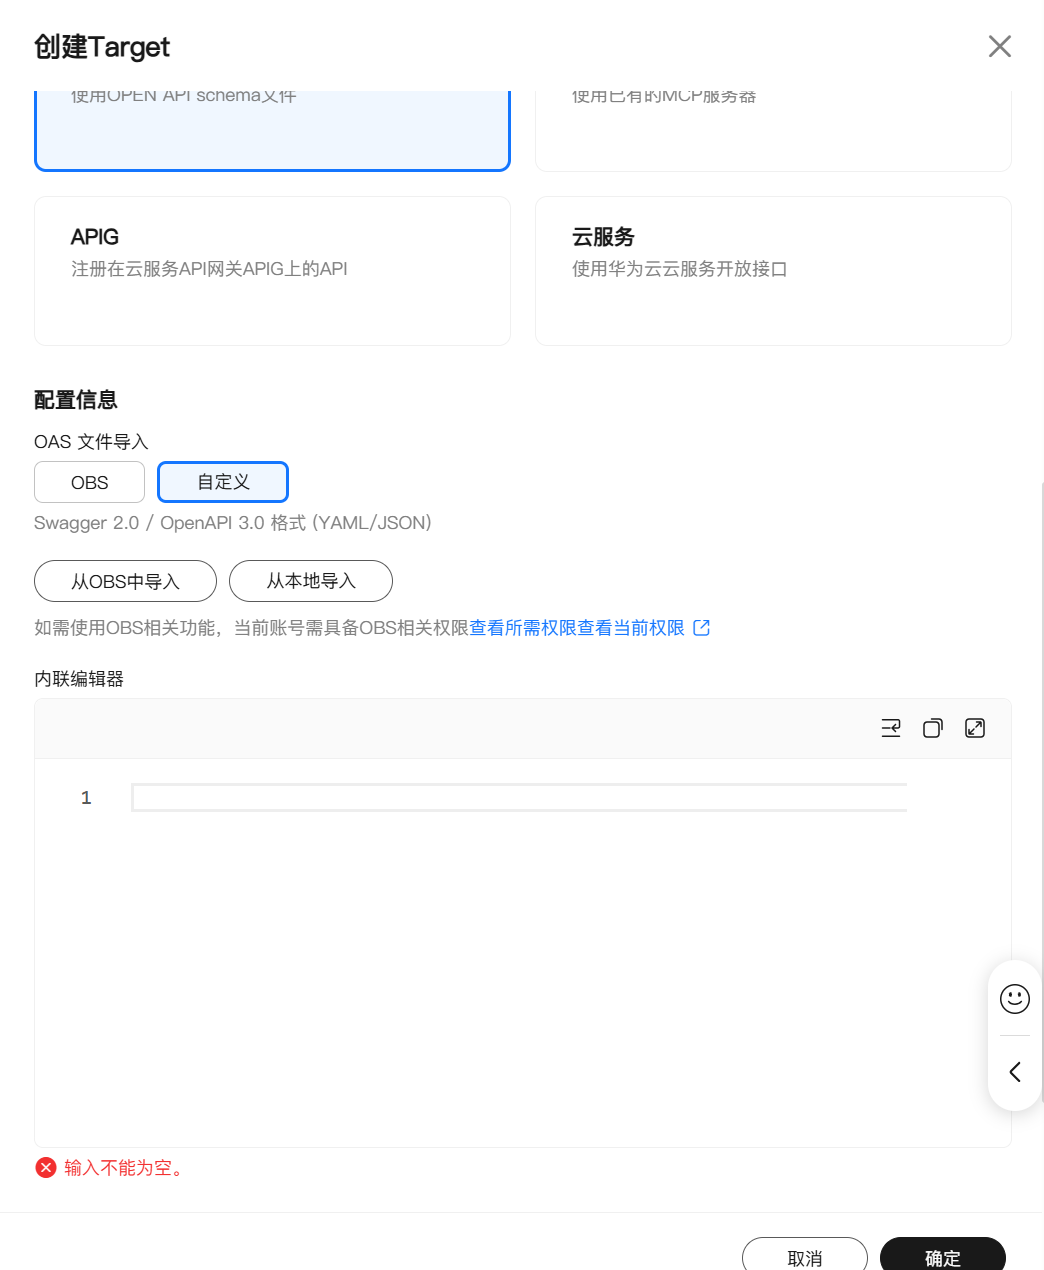 创建Target
使用OPEN API schema文件
使用已有的MCP服务器
APIG
注册在云服务API网关APIG上的API
云服务
使用华为云云服务开放接口
配置信息
OAS 文件导入
OBS
自定义
Swagger 2.0 / OpenAPI 3.0 格式 (YAML/JSON)
从OBS中导入
从本地导入
如需使用OBS相关功能，当前账号需具备OBS相关权限查看所需权限查看当前权限
内联编辑器
1
输入不能为空。
取消
确定